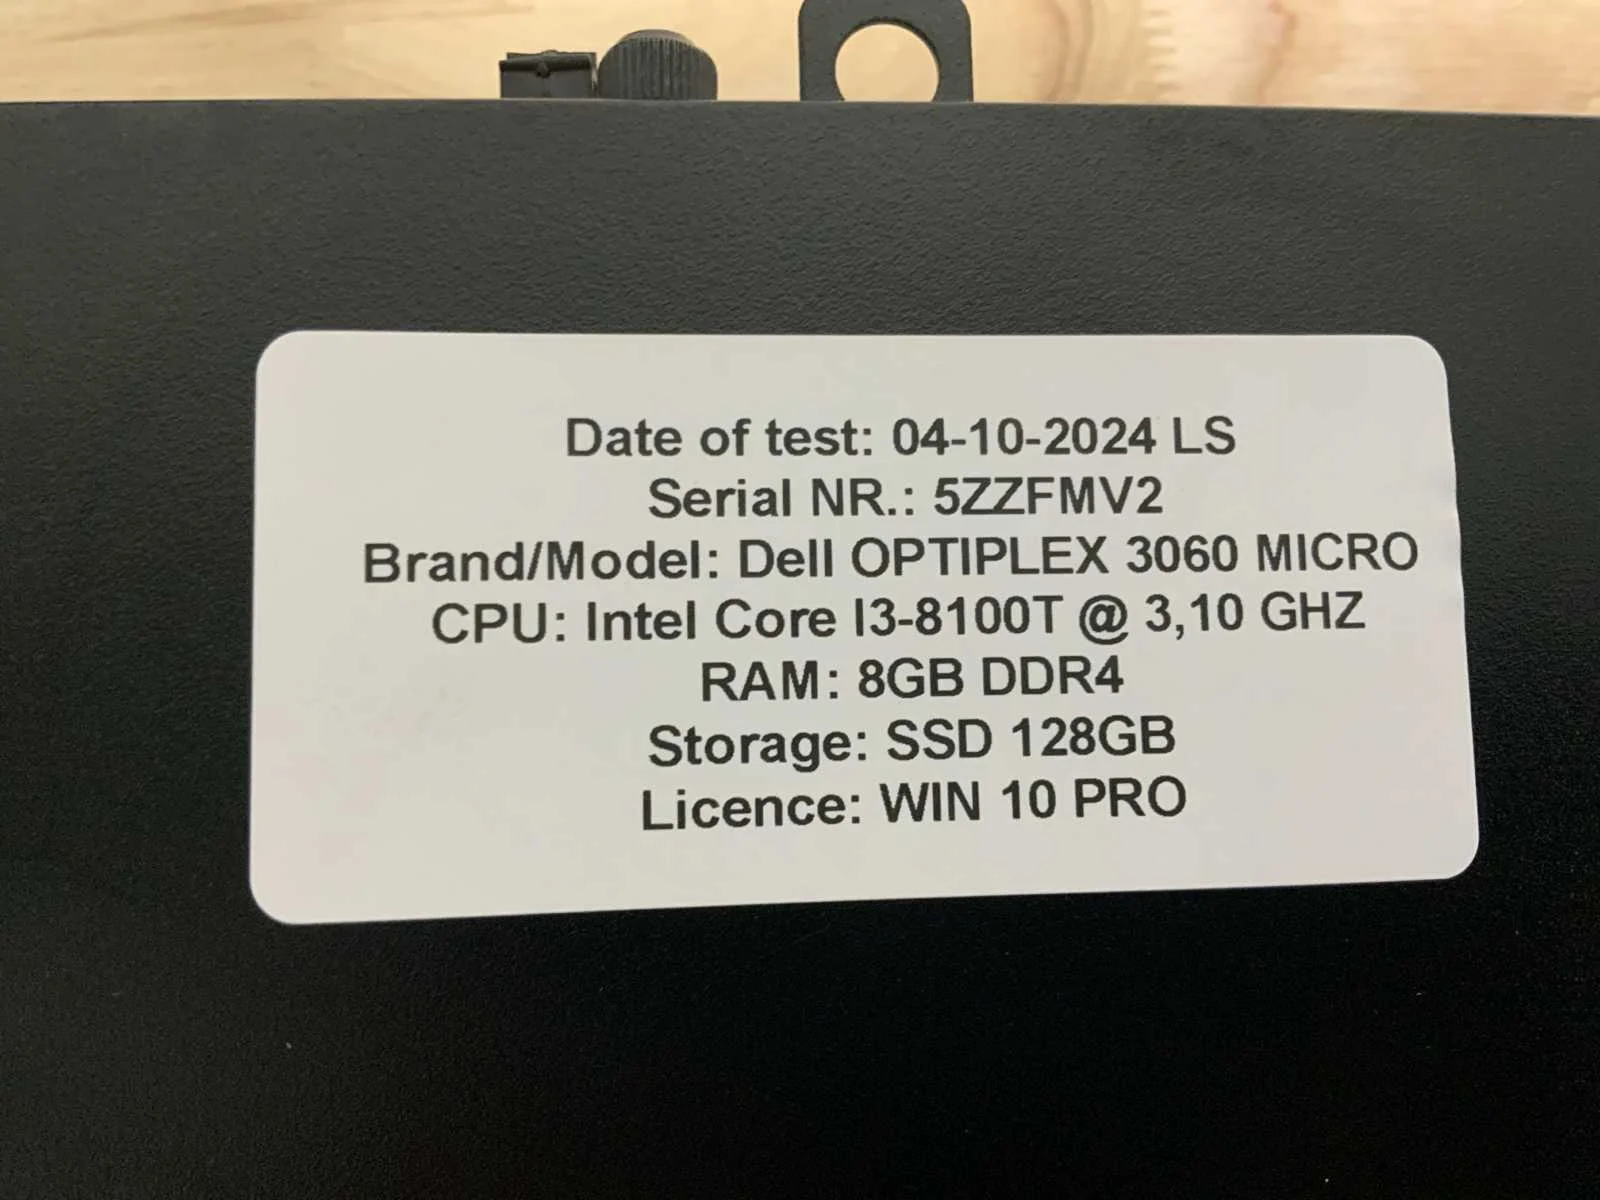 Date of test: 04-10-2024 LS
Serial NR.: 5ZZFMV2
Brand/Model: Dell OPTIPLEX 3060 MICRO
CPU: Intel Core I3-8100T @ 3,10 GHZ
RAM: 8GB DDR4
Storage: SSD 128GB
Licence: WIN 10 PRO